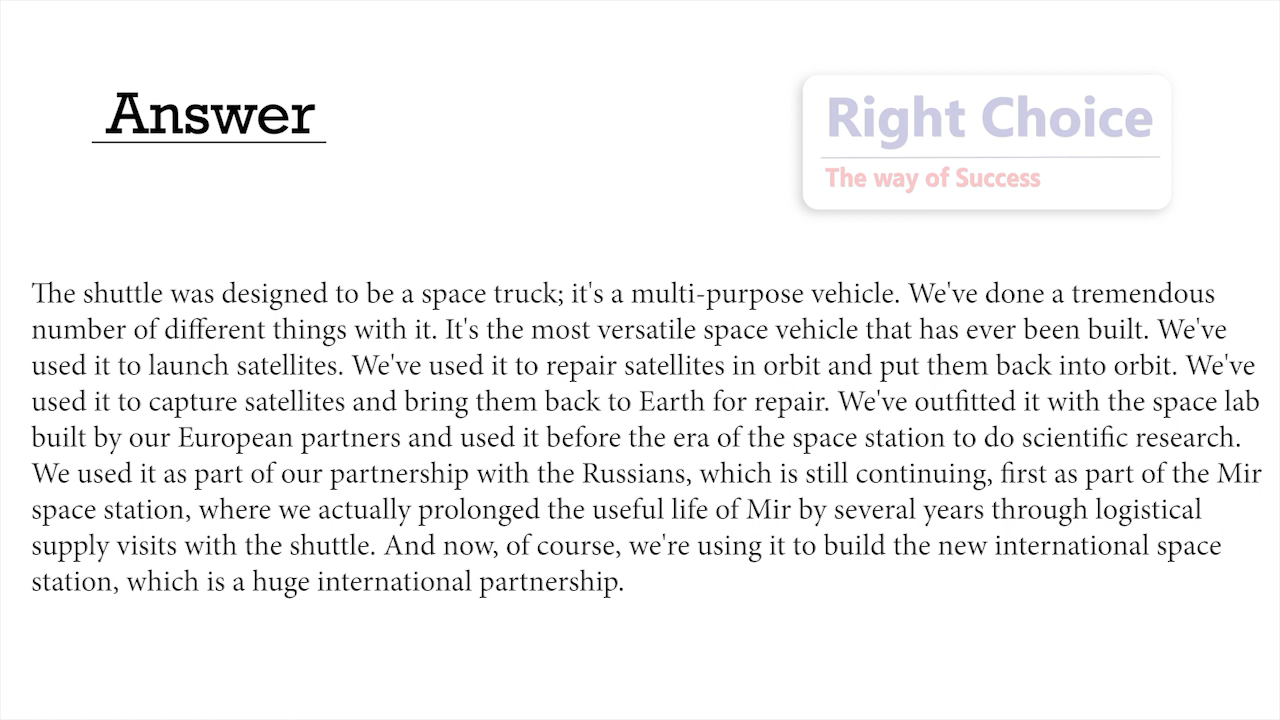 Answer
Right Choice
The way of Success
The shuttle was designed to be a space truck; it's a multi-purpose vehicle. We've done a tremendous
number of different things with it. It's the most versatile space vehicle that has ever been built. We've
used it to launch satellites. We've used it to repair satellites in orbit and put them back into orbit. We've
used it to capture satellites and bring them back to Earth for repair. We've outfitted it with the space lab
built by our European partners and used it before the era of the space station to do scientific research.
We used it as part of our partnership with the Russians, which is still continuing, first as part of the Mir
space station, where we actually prolonged the useful life of Mir by several years through logistical
supply visits with the shuttle. And now, of course, we're using it to build the new international space
station, which is a huge international partnership.